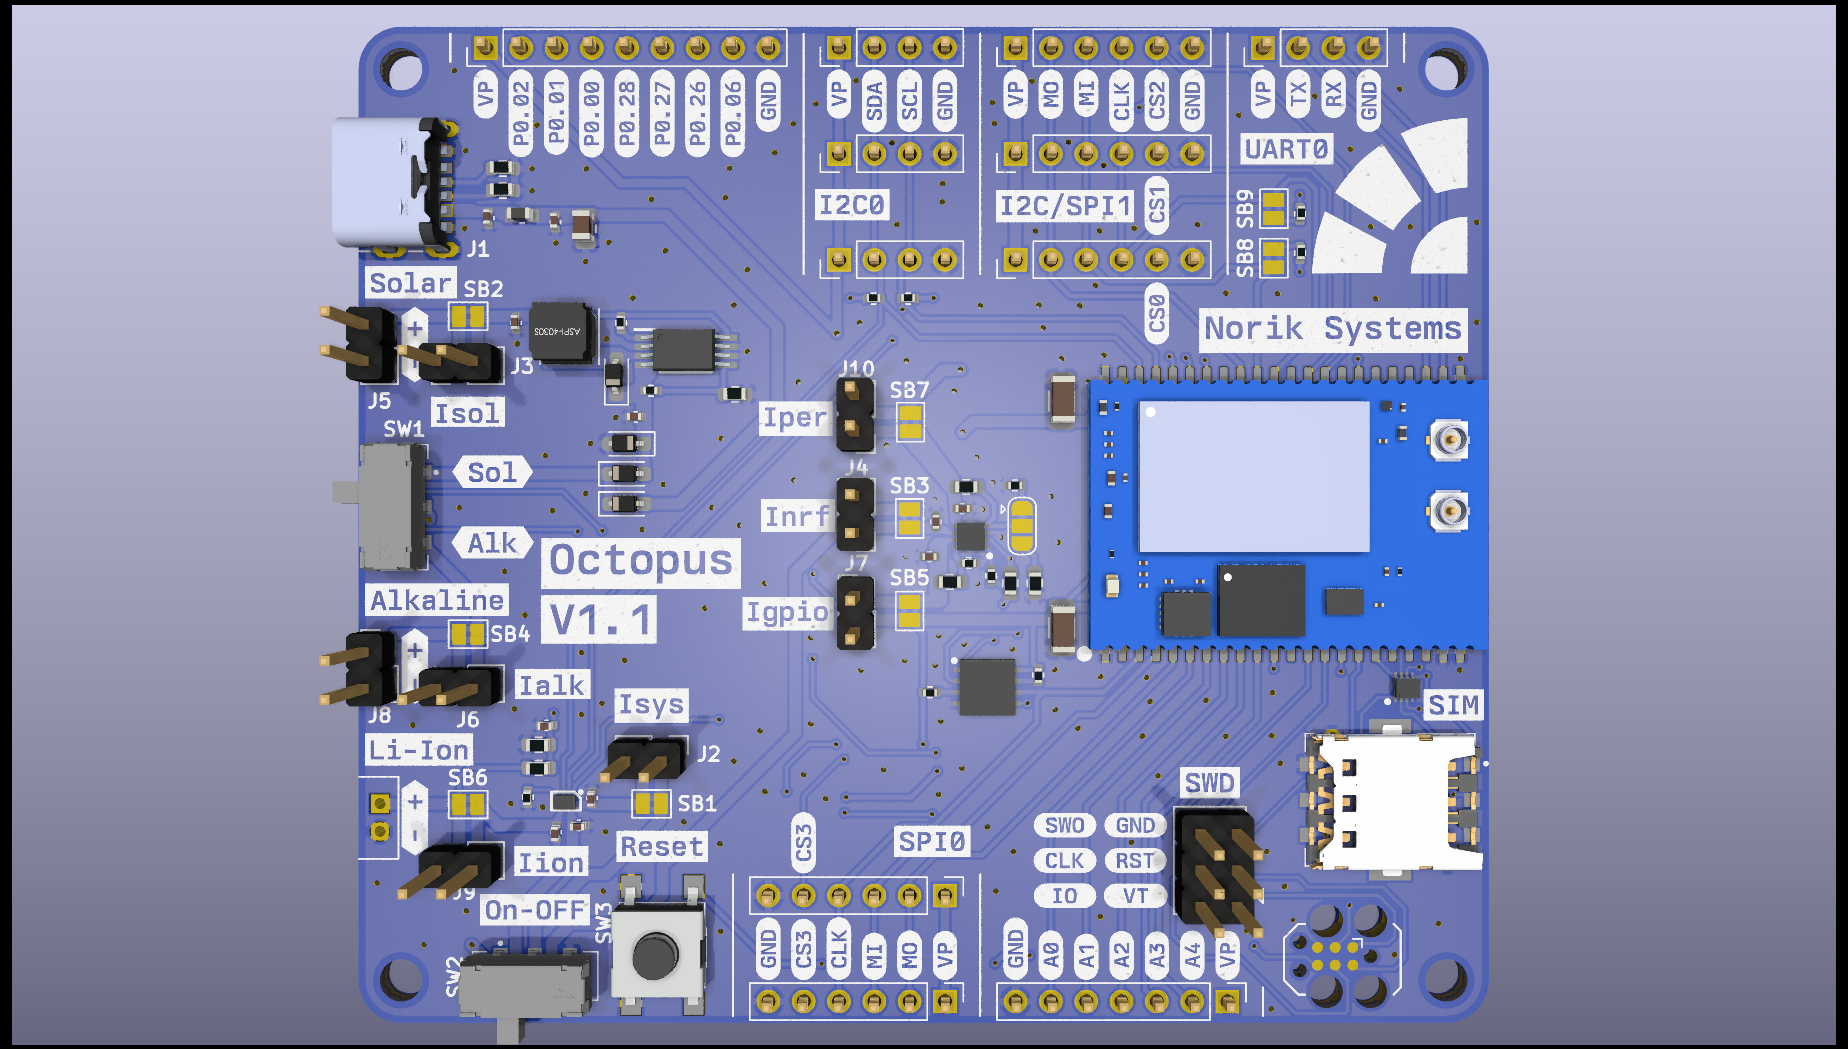 VP P0.02 P0.01 P0.00 P0.28 P0.27 P0.26 P0.06 GND
VP SDA SCL GND
VP MO MI CLK CS2 GND
VP TX RX GND
UART0
I2C0
I2C/SPI1
CS1
SB9
SB8
CS0
Norik Systems
J1
Solar
SB2
+
-
J3
J5
Isol
ASPI-4030S
SW1
Sol
Alk
Octopus
V1.1
J10
SB7
Iper
J4
SB3
Inrf
J7
SB5
Igpio
Alkaline
SB4
+
-
J8
J6
Ialk
Isys
J2
SB1
Li-Ion
SB6
+
-
Iion
J9
On-OFF
SW2
Reset
SW3
SIM
SWD
SWO GND
CLK RST
IO VT
CS3
SPI0
GND CS3 CLK MI MO VP
GND A0 A1 A2 A3 A4 VP